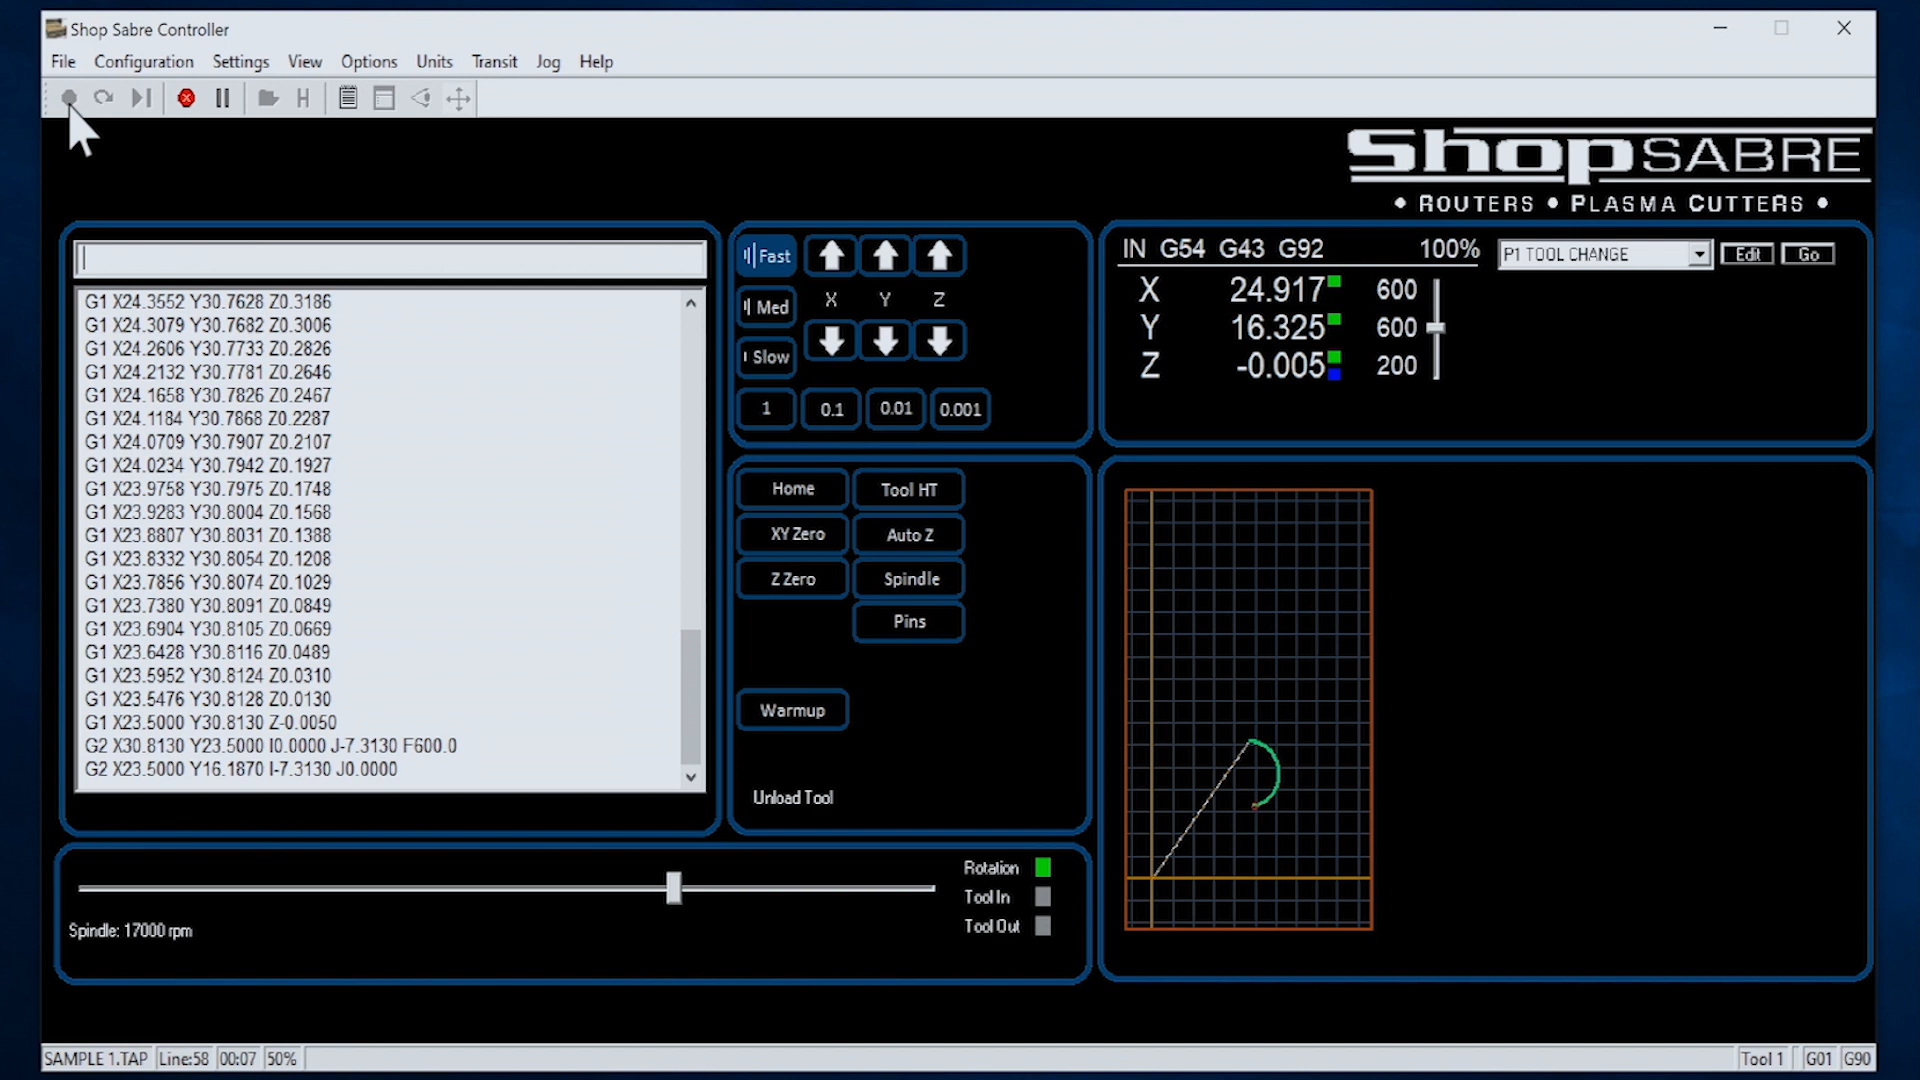 Shop Sabre Controller
File Configuration Settings View Options Units Transit Jog Help
H
ShopSABRE
• ROUTERS • PLASMA CUTTERS •
G1 X24.3552 Y30.7628 Z0.3186
G1 X24.3079 Y30.7682 Z0.3006
G1 X24.2606 Y30.7733 Z0.2826
G1 X24.2132 Y30.7781 Z0.2646
G1 X24.1658 Y30.7826 Z0.2467
G1 X24.1184 Y30.7868 Z0.2287
G1 X24.0709 Y30.7907 Z0.2107
G1 X24.0234 Y30.7942 Z0.1927
G1 X23.9758 Y30.7975 Z0.1748
G1 X23.9283 Y30.8004 Z0.1568
G1 X23.8807 Y30.8031 Z0.1388
G1 X23.8332 Y30.8054 Z0.1208
G1 X23.7856 Y30.8074 Z0.1029
G1 X23.7380 Y30.8091 Z0.0849
G1 X23.6904 Y30.8105 Z0.0669
G1 X23.6428 Y30.8116 Z0.0489
G1 X23.5952 Y30.8124 Z0.0310
G1 X23.5476 Y30.8128 Z0.0130
G1 X23.5000 Y30.8130 Z-0.0050
G2 X30.8130 Y23.5000 I0.0000 J-7.3130 F600.0
G2 X23.5000 Y16.1870 I-7.3130 J0.0000
Fast
Med
Slow
X Y Z
1 0.1 0.01 0.001
Home Tool HT
XY Zero Auto Z
Z Zero Spindle
Pins
Warmup
Unload Tool
IN G54 G43 G92 100%
X 24.917 600
Y 16.325 600
Z -0.005 200
P1 TOOL CHANGE Edit Go
Spindle: 17000 rpm
Rotation
Tool In
Tool Out
SAMPLE 1.TAP Line:58 00:07 50% Tool 1 G01 G90